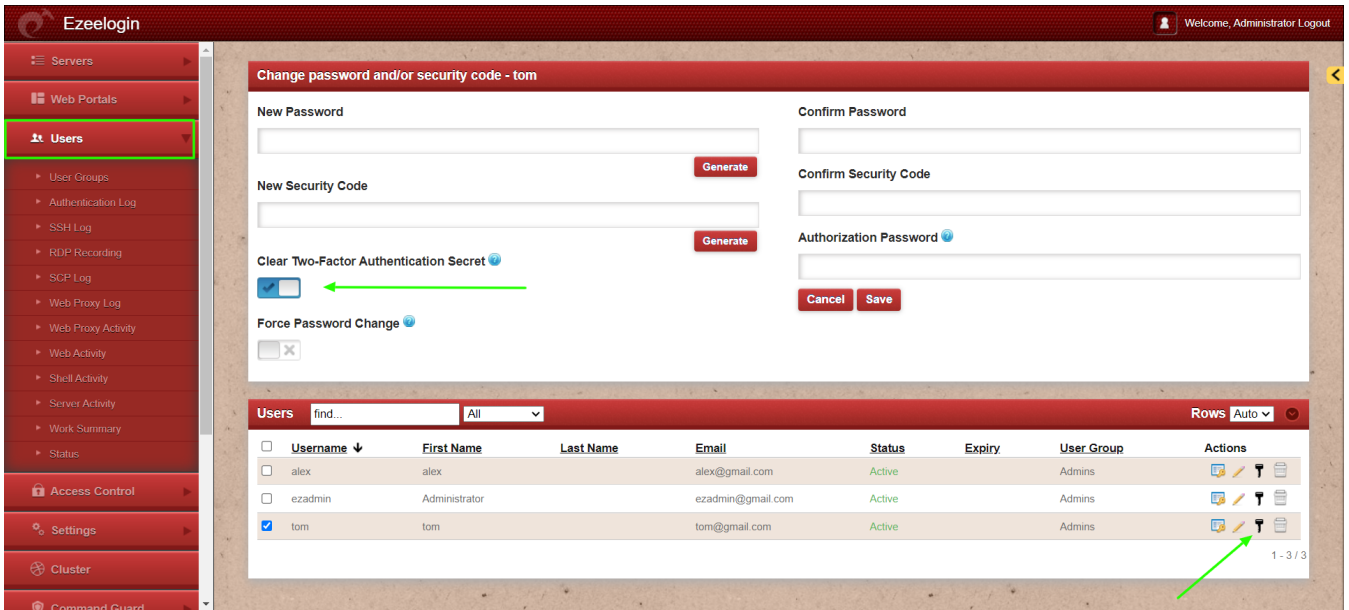 Ezeelogin
Welcome, Administrator Logout
Servers
Web Portals
Users
User Groups
Authentication Log
SSH Log
RDP Recording
SCP Log
Web Proxy Log
Web Proxy Activity
Web Activity
Shell Activity
Server Activity
Work Summary
Status
Access Control
Settings
Cluster
Command Guard
Change password and/or security code - tom
New Password
Confirm Password
Generate
New Security Code
Confirm Security Code
Generate
Authorization Password
Clear Two-Factor Authentication Secret
Cancel Save
Force Password Change
Users find... All Rows Auto
Username First Name Last Name Email Status Expiry User Group Actions
alex alex alex@gmail.com Active Admins
ezadmin Administrator ezadmin@gmail.com Active Admins
tom tom tom@gmail.com Active Admins
1 - 3 / 3